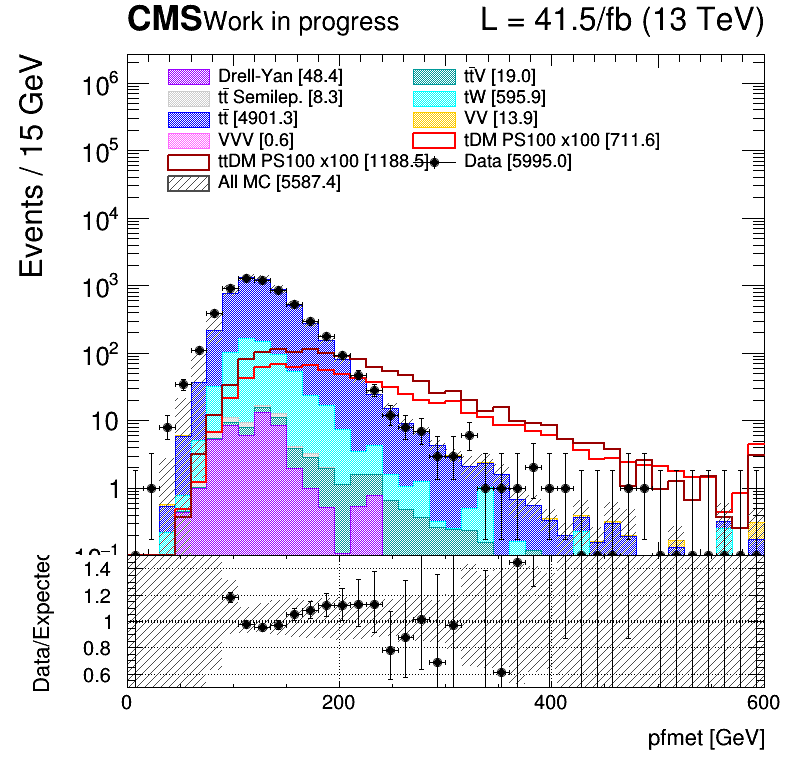 CMS Work in progress L = 41.5/fb (13 TeV)
Events / 15 GeV
Drell-Yan [48.4] tt̄V [19.0]
tt̄ Semilep. [8.3] tW [595.9]
tt̄ [4901.3] VV [13.9]
VVV [0.6] tDM PS100 x100 [711.6]
ttDM PS100 x100 [1188.5] Data [5995.0]
All MC [5587.4]
10⁶
10⁵
10⁴
10³
10²
10
1
10⁻¹
Data/Expected
1.4
1.2
1
0.8
0.6
0 200 400 600
pfmet [GeV]